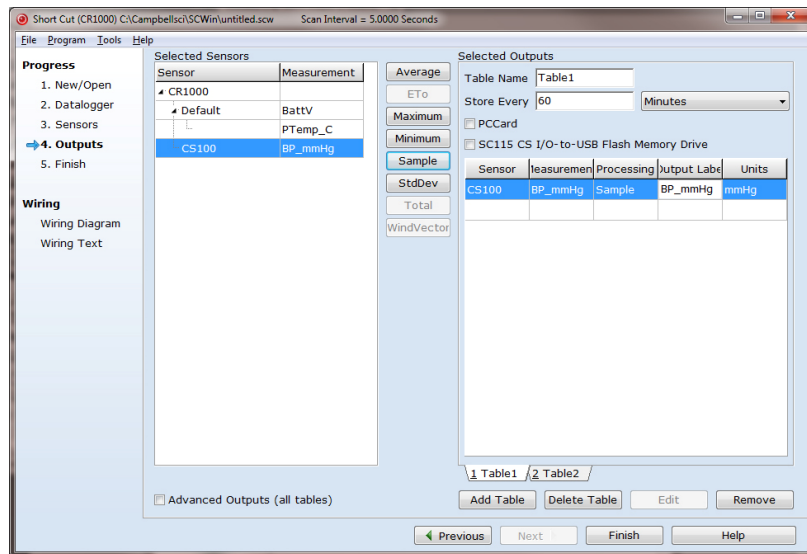 Short Cut (CR1000) C:\Campbellsci\SCWin\untitled.scw Scan Interval = 5.0000 Seconds
File Program Tools Help
Progress
1. New/Open
2. Datalogger
3. Sensors
4. Outputs
5. Finish
Wiring
Wiring Diagram
Wiring Text
Selected Sensors
Sensor Measurement
CR1000
Default BattV
PTemp_C
CS100 BP_mmHg
Advanced Outputs (all tables)
Average
ETo
Maximum
Minimum
Sample
StdDev
Total
WindVector
Selected Outputs
Table Name Table1
Store Every 60 Minutes
PCCard
SC115 CS I/O-to-USB Flash Memory Drive
Sensor Measuremen Processing Output Labe Units
CS100 BP_mmHg Sample BP_mmHg mmHg
1 Table1 2 Table2
Add Table Delete Table Edit Remove
Previous Next Finish Help